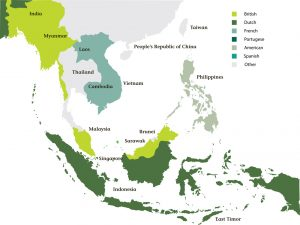 India
Myanmar
Laos
Thailand
Cambodia
Vietnam
People's Republic of China
Taiwan
Philippines
Malaysia
Brunei
Sarawak
Singapore
Indonesia
East Timor
British
Dutch
French
Portugese
American
Spanish
Other